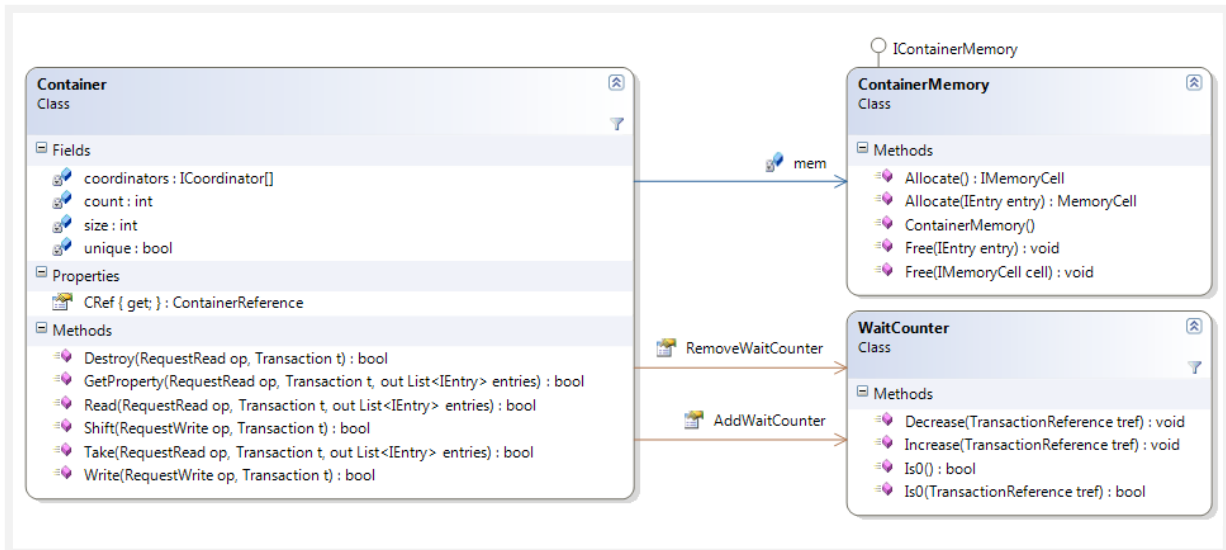 Container
Class
Fields
coordinators : ICoordinator[]
count : int
size : int
unique : bool
Properties
CRef { get; } : ContainerReference
Methods
Destroy(RequestRead op, Transaction t) : bool
GetProperty(RequestRead op, Transaction t, out List<IEntry> entries) : bool
Read(RequestRead op, Transaction t, out List<IEntry> entries) : bool
Shift(RequestWrite op, Transaction t) : bool
Take(RequestRead op, Transaction t, out List<IEntry> entries) : bool
Write(RequestWrite op, Transaction t) : bool
mem
RemoveWaitCounter
AddWaitCounter
IContainerMemory
ContainerMemory
Class
Methods
Allocate() : IMemoryCell
Allocate(IEntry entry) : MemoryCell
ContainerMemory()
Free(IEntry entry) : void
Free(IMemoryCell cell) : void
WaitCounter
Class
Methods
Decrease(TransactionReference tref) : void
Increase(TransactionReference tref) : void
Is0() : bool
Is0(TransactionReference tref) : bool